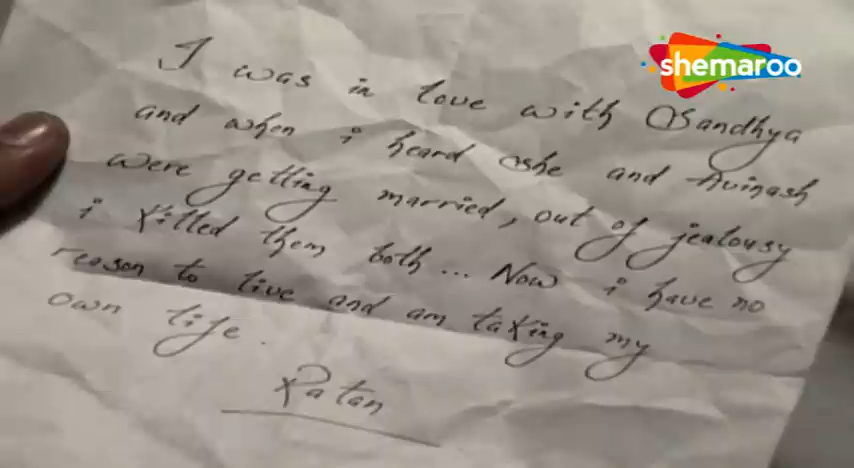 shemaroo
I was in love with Sandhya
and when i heard she and Avinash
were getting married, out of jealousy
i killed them both... Now i have no
reason to live and am taking my
own life.
Ratan